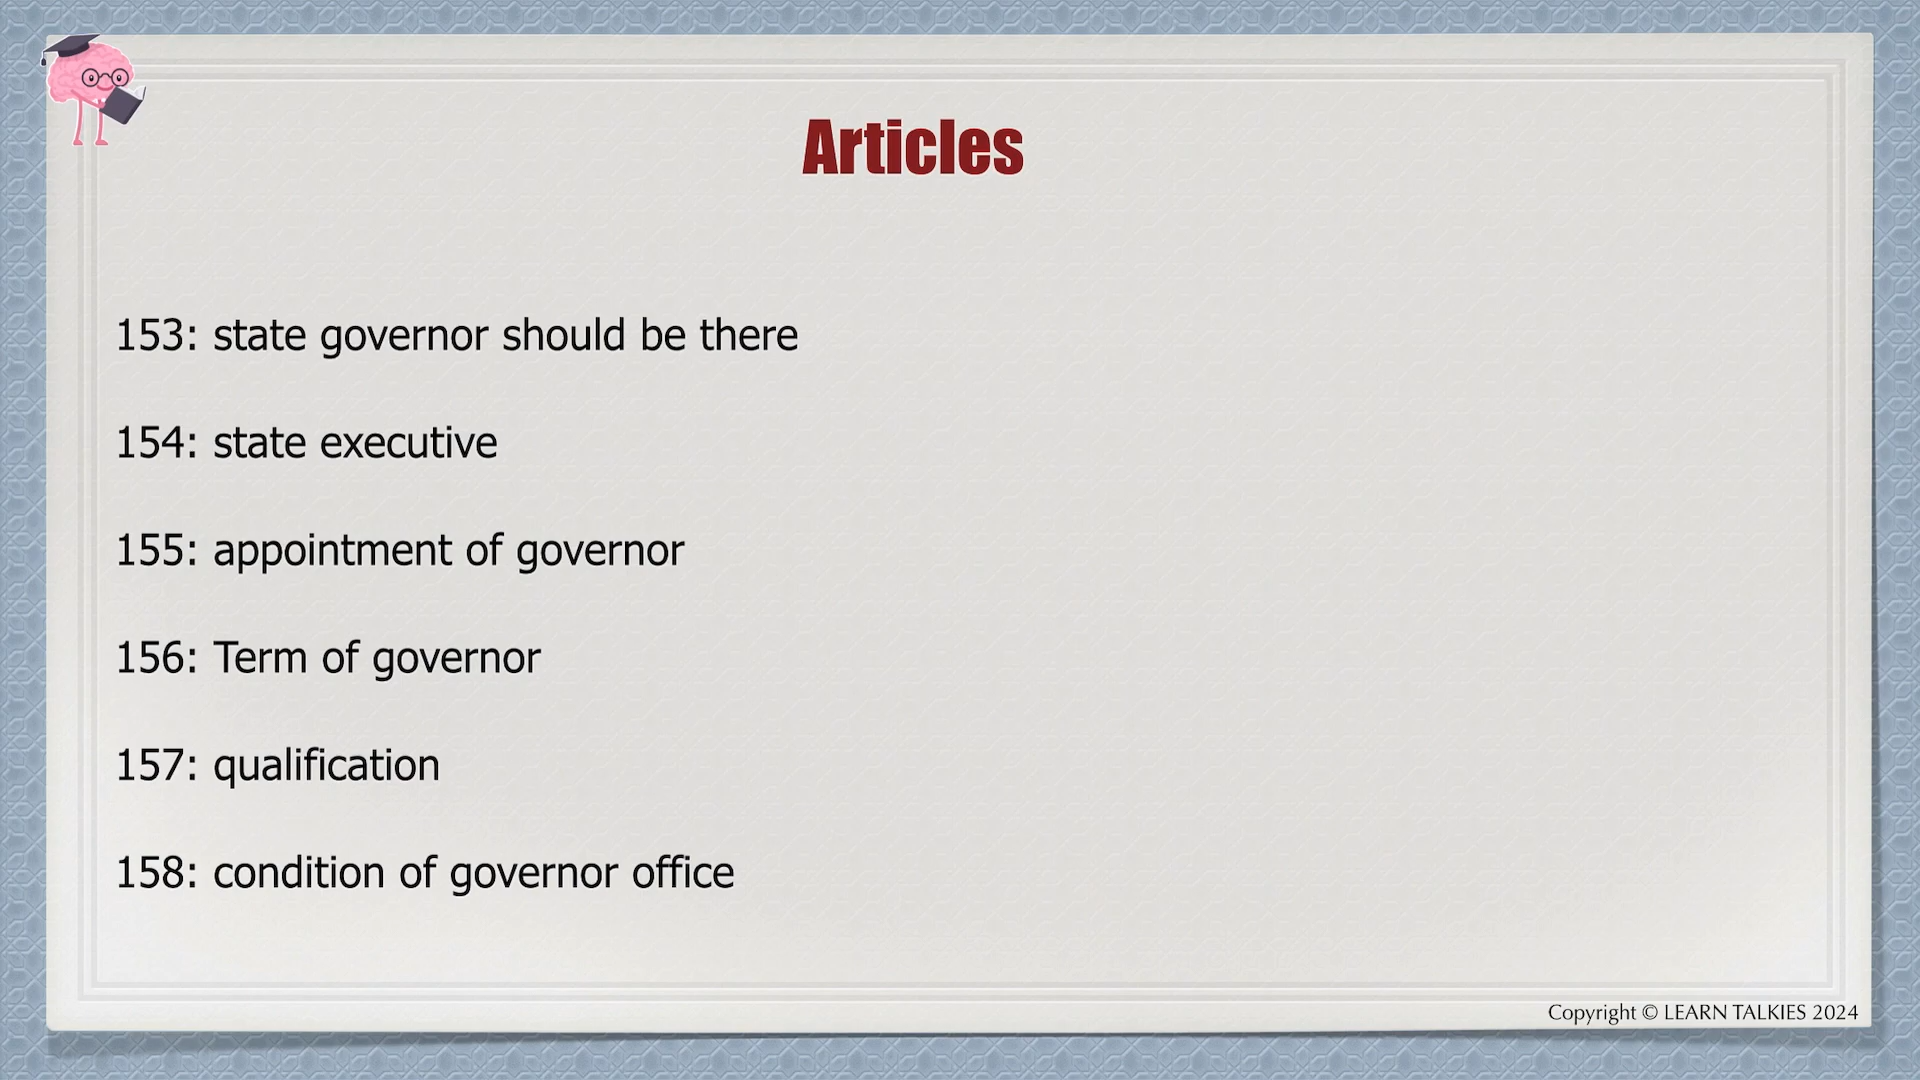 Articles
153: state governor should be there
154: state executive
155: appointment of governor
156: Term of governor
157: qualification
158: condition of governor office
Copyright © LEARN TALKIES 2024